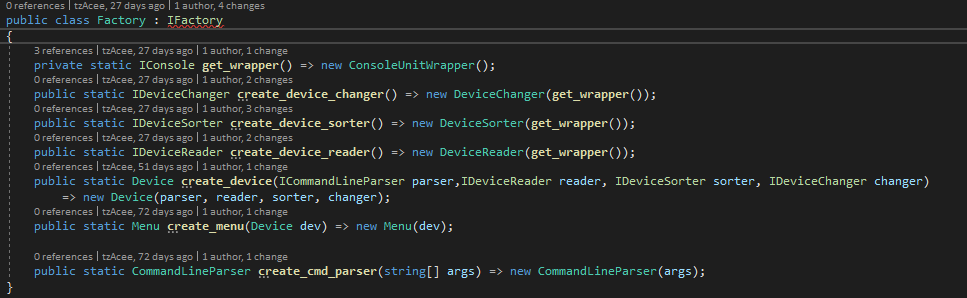 0 references | tzAcee, 27 days ago | 1 author, 4 changes
public class Factory : IFactory
{
3 references | tzAcee, 27 days ago | 1 author, 1 change
private static IConsole get_wrapper() => new ConsoleUnitWrapper();
0 references | tzAcee, 27 days ago | 1 author, 2 changes
public static IDeviceChanger create_device_changer() => new DeviceChanger(get_wrapper());
0 references | tzAcee, 27 days ago | 1 author, 3 changes
public static IDeviceSorter create_device_sorter() => new DeviceSorter(get_wrapper());
0 references | tzAcee, 27 days ago | 1 author, 2 changes
public static IDeviceReader create_device_reader() => new DeviceReader(get_wrapper());
0 references | tzAcee, 51 days ago | 1 author, 1 change
public static Device create_device(ICommandLineParser parser,IDeviceReader reader, IDeviceSorter sorter, IDeviceChanger changer)
=> new Device(parser, reader, sorter, changer);
0 references | tzAcee, 72 days ago | 1 author, 1 change
public static Menu create_menu(Device dev) => new Menu(dev);
0 references | tzAcee, 72 days ago | 1 author, 1 change
public static CommandLineParser create_cmd_parser(string[] args) => new CommandLineParser(args);
}